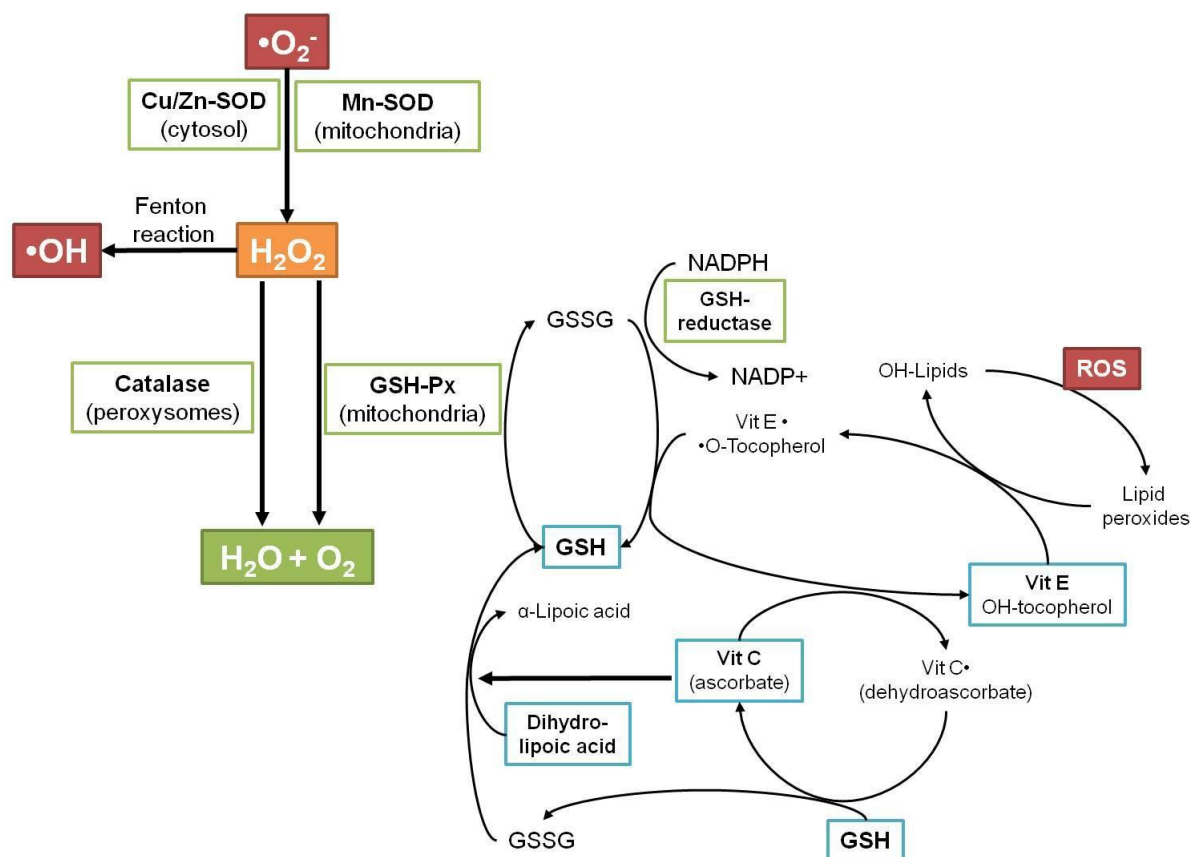 •O₂⁻
Cu/Zn-SOD
(cytosol)
Mn-SOD
(mitochondria)
Fenton
reaction
•OH
H₂O₂
Catalase
(peroxysomes)
GSH-Px
(mitochondria)
H₂O + O₂
NADPH
GSH-
reductase
GSSG
NADP+
Vit E •
•O-Tocopherol
OH-Lipids
ROS
Lipid
peroxides
GSH
Vit E
OH-tocopherol
α-Lipoic acid
Vit C
(ascorbate)
Vit C•
(dehydroascorbate)
Dihydro-
lipoic acid
GSSG
GSH